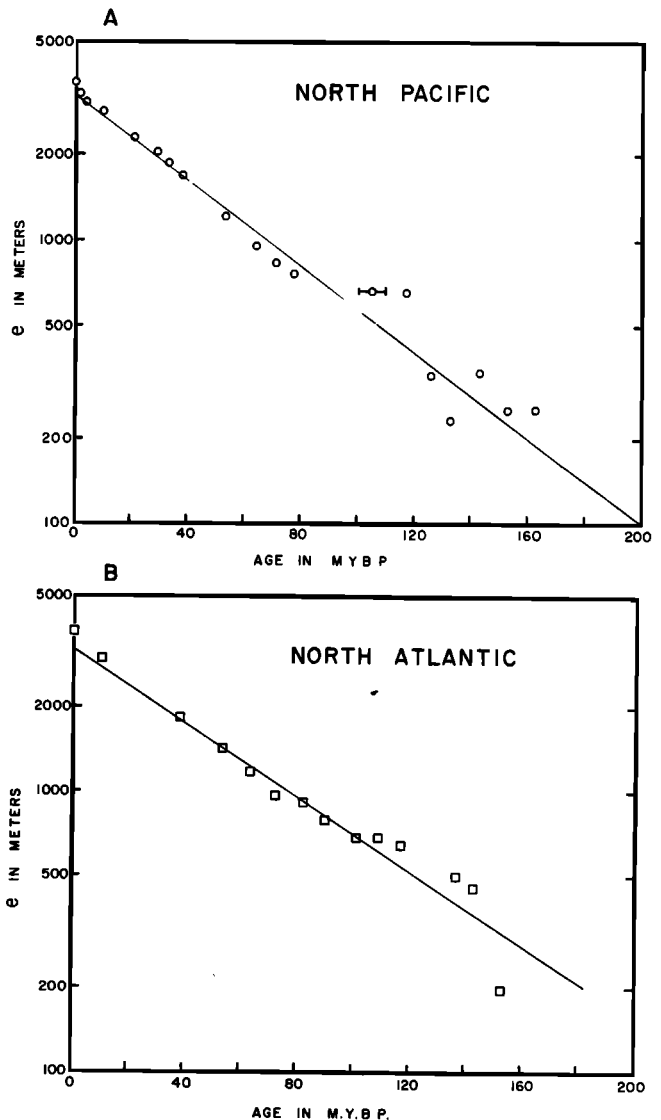 A
5000
NORTH PACIFIC
2000
1000
e IN METERS
500
200
100
0 40 80 120 160 200
AGE IN MYBP
B
5000
NORTH ATLANTIC
2000
1000
e IN METERS
500
200
100
0 40 80 120 160 200
AGE IN M.Y.B.P.